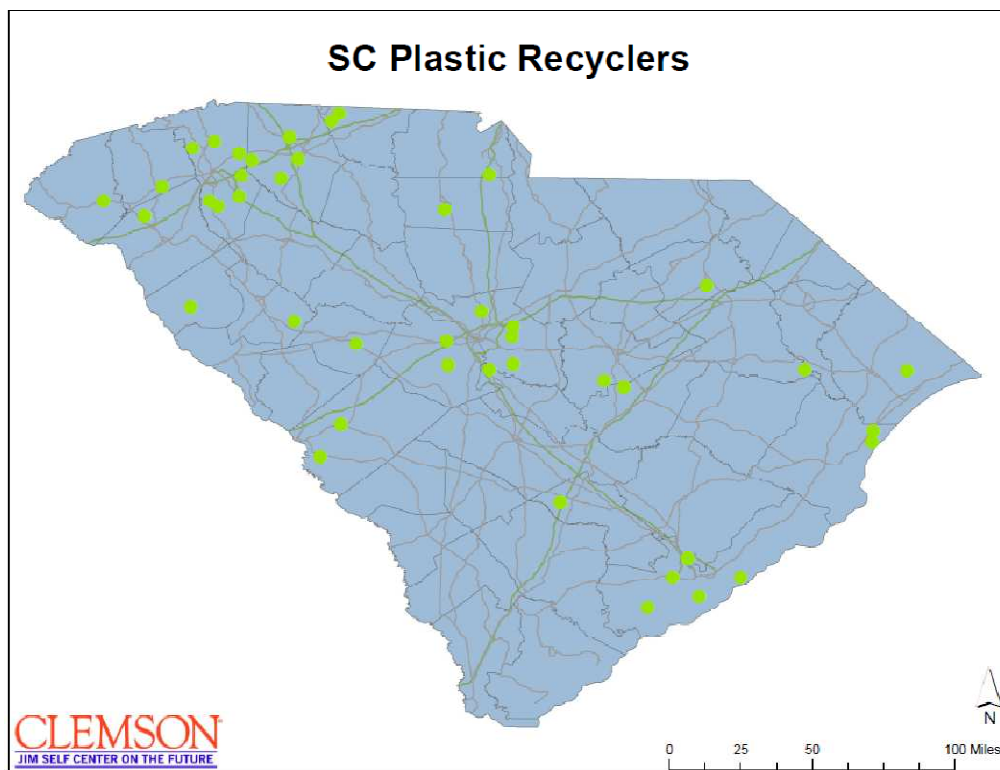 SC Plastic Recyclers
N
CLEMSON
JIM SELF CENTER ON THE FUTURE
0 25 50 100 Miles